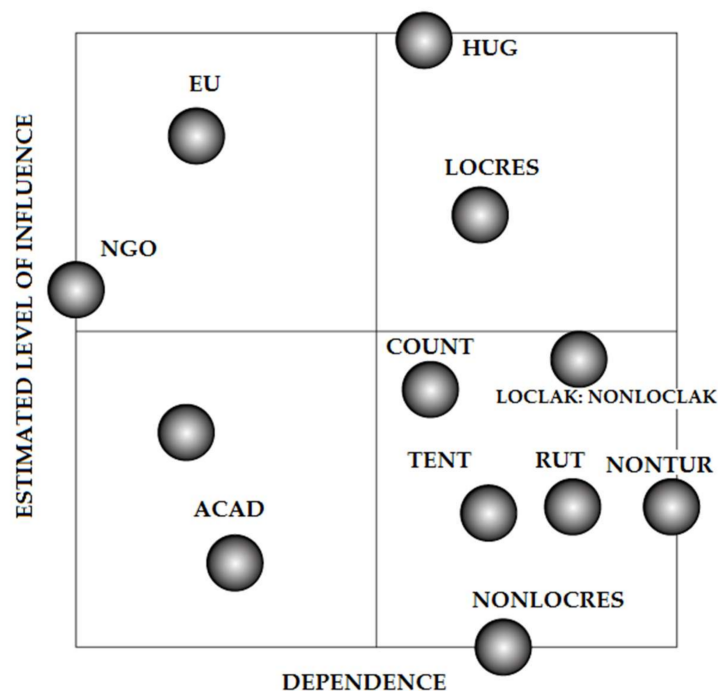 HUG
EU
LOCRES
NGO
ESTIMATED LEVEL OF INFLUENCE
COUNT
LOCLAK: NONLOCLAK
TENT
RUT
NONTUR
ACAD
NONLOCRES
DEPENDENCE